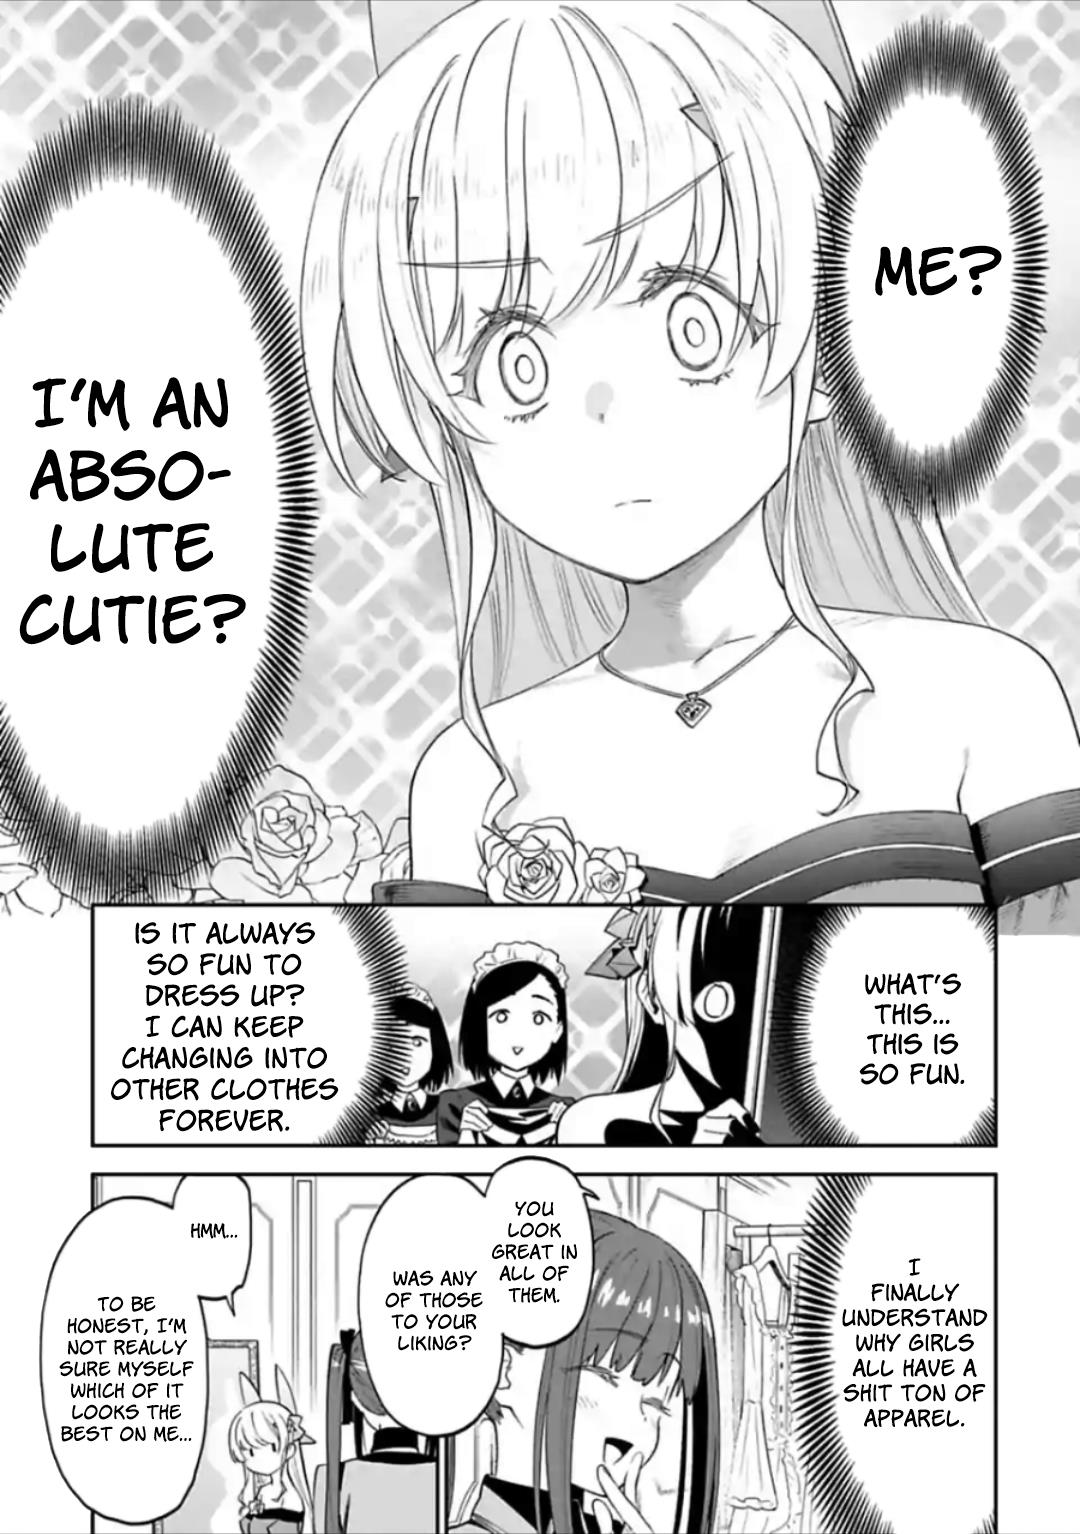 ME?
I'M AN
ABSO-
LUTE
CUTIE?
WHAT'S
THIS...
THIS IS
SO FUN.
IS IT ALWAYS
SO FUN TO
DRESS UP?
I CAN KEEP
CHANGING INTO
OTHER CLOTHES
FOREVER.
I
FINALLY
UNDERSTAND
WHY GIRLS
ALL HAVE A
SHIT TON OF
APPAREL.
YOU
LOOK
GREAT IN
ALL OF
THEM.
WAS ANY
OF THOSE
TO YOUR
LIKING?
HMM...
TO BE
HONEST, I'M
NOT REALLY
SURE MYSELF
WHICH OF IT
LOOKS THE
BEST ON ME...